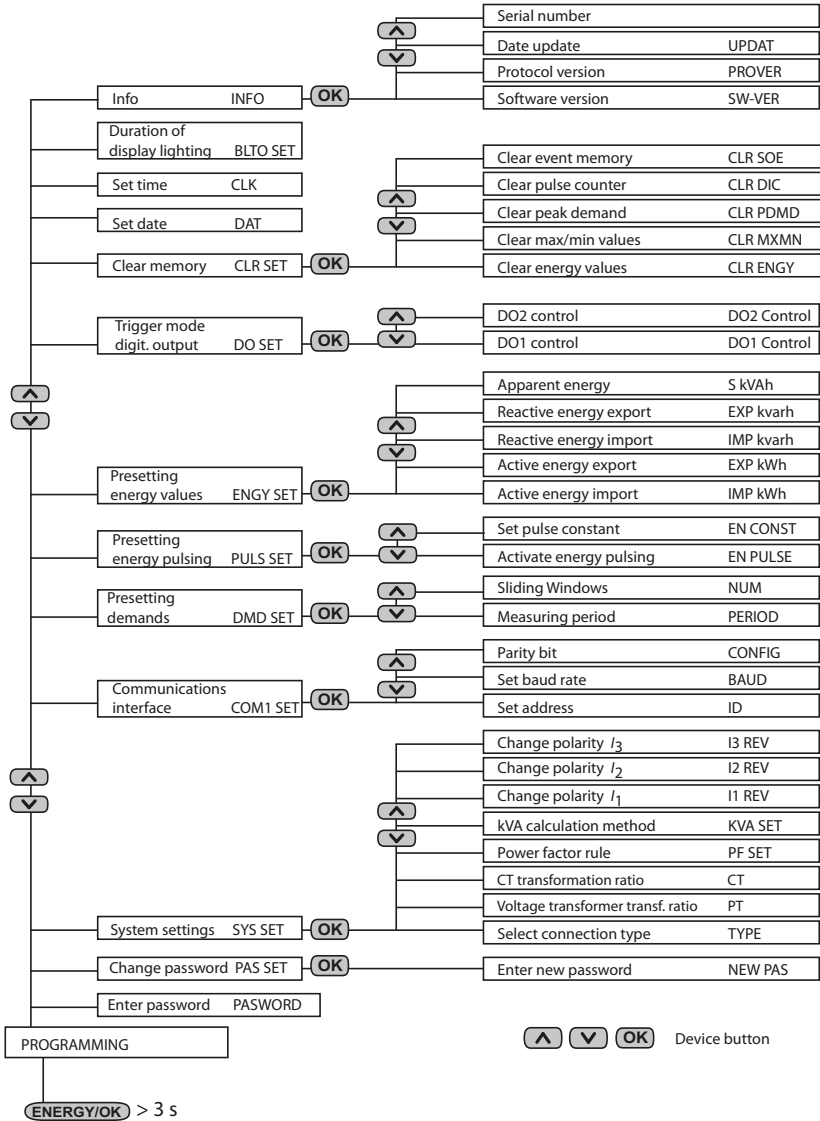 Serial number
Date update UPDAT
Protocol version PROVER
Software version SW-VER
Info INFO OK
Duration of
display lighting BLTO SET
Set time CLK
Set date DAT
Clear event memory CLR SOE
Clear pulse counter CLR DIC
Clear peak demand CLR PDMD
Clear max/min values CLR MXMN
Clear energy values CLR ENGY
Clear memory CLR SET OK
DO2 control DO2 Control
DO1 control DO1 Control
Trigger mode
digit. output DO SET OK
Apparent energy S kVAh
Reactive energy export EXP kvarh
Reactive energy import IMP kvarh
Active energy export EXP kWh
Active energy import IMP kWh
Presetting
energy values ENGY SET OK
Set pulse constant EN CONST
Activate energy pulsing EN PULSE
Presetting
energy pulsing PULS SET OK
Sliding Windows NUM
Measuring period PERIOD
Presetting
demands DMD SET OK
Parity bit CONFIG
Set baud rate BAUD
Set address ID
Communications
interface COM1 SET OK
Change polarity I3 I3 REV
Change polarity I2 I2 REV
Change polarity I1 I1 REV
kVA calculation method KVA SET
Power factor rule PF SET
CT transformation ratio CT
Voltage transformer transf. ratio PT
Select connection type TYPE
System settings SYS SET OK
Change password PAS SET OK
Enter new password NEW PAS
Enter password PASWORD
PROGRAMMING
OK Device button
ENERGY/OK > 3 s